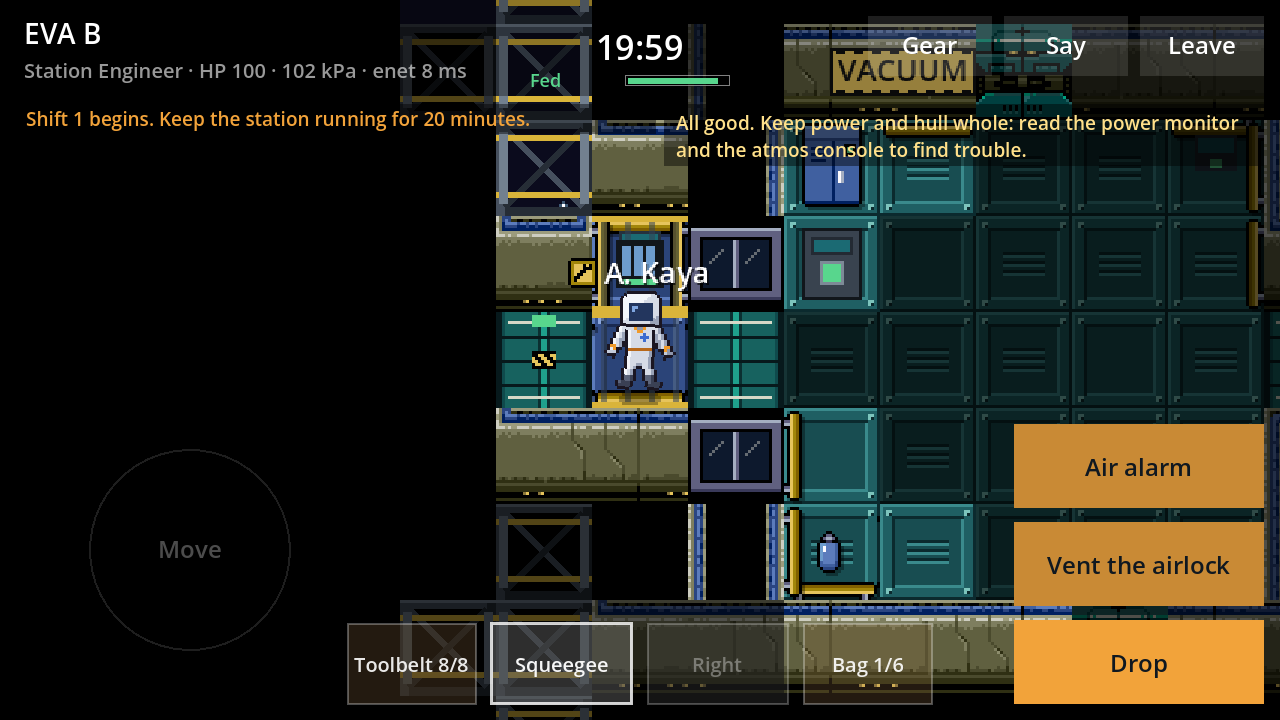 EVA B
Station Engineer · HP 100 · 102 kPa · enet 8 ms
Shift 1 begins. Keep the station running for 20 minutes.
19:59
Fed
Gear
Say
Leave
VACUUM
All good. Keep power and hull whole: read the power monitor
and the atmos console to find trouble.
A. Kaya
Move
Air alarm
Vent the airlock
Drop
Toolbelt 8/8
Squeegee
Right
Bag 1/6